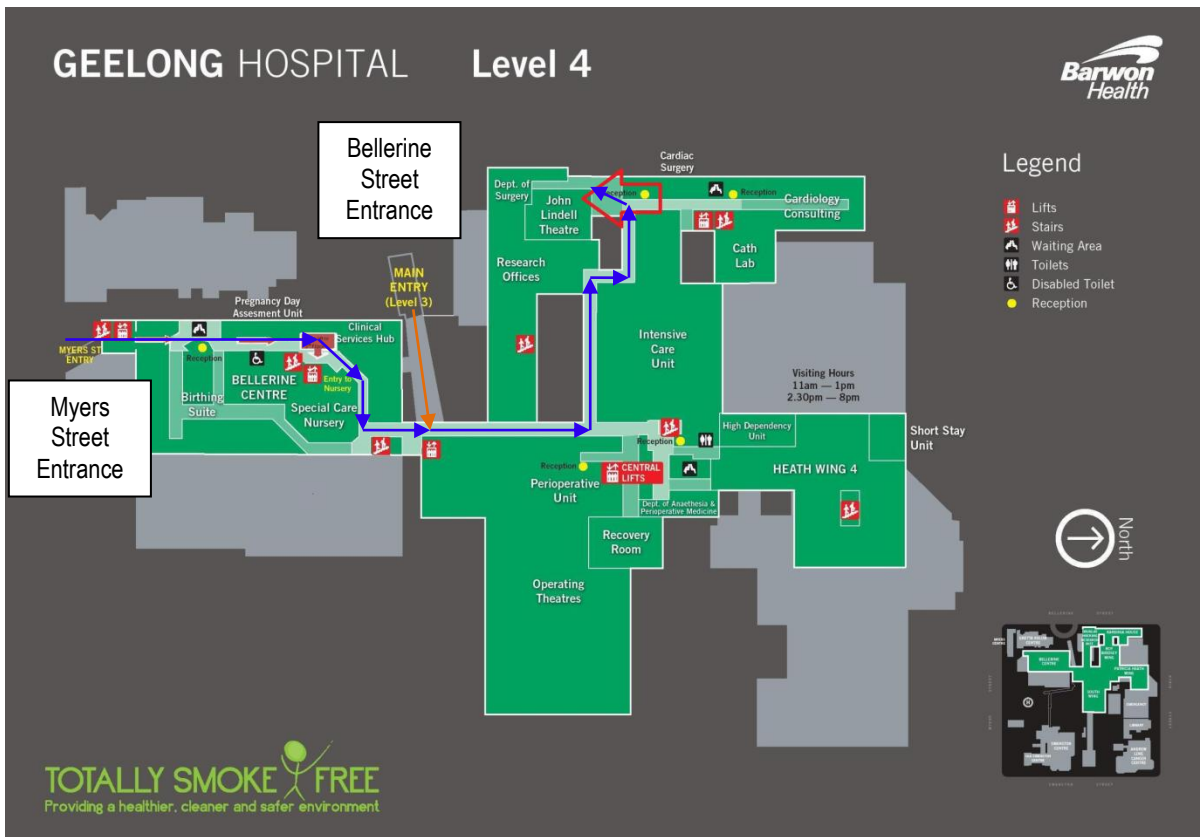 GEELONG HOSPITAL Level 4
Barwon
Health
Bellerine
Street
Entrance
Cardiac
Surgery
Legend
Lifts
Stairs
Waiting Area
Toilets
Disabled Toilet
Reception
Dept. of
Surgery
John
Lindell
Theatre
Reception
Cardiology
Consulting
Cath
Lab
Research
Offices
MAIN
ENTRY
(Level 3)
Pregnancy Day
Assesment Unit
Clinical
Services Hub
MYERS ST
ENTRY
Reception
BELLERINE
CENTRE
Entry to
Nursery
Birthing
Suite
Special Care
Nursery
Intensive
Care
Unit
Visiting Hours
11am — 1pm
2.30pm — 8pm
Myers
Street
Entrance
High Dependency
Unit
Short Stay
Unit
Reception
HEATH WING 4
Reception
Perioperative
Unit
CENTRAL
LIFTS
Dept. of Anaethesia &
Perioperative Medicine
Recovery
Room
Operating
Theatres
North
BELLERINE
CENTRE
SOUTH
WING
TOTALLY SMOKE FREE
Providing a healthier, cleaner and safer environment